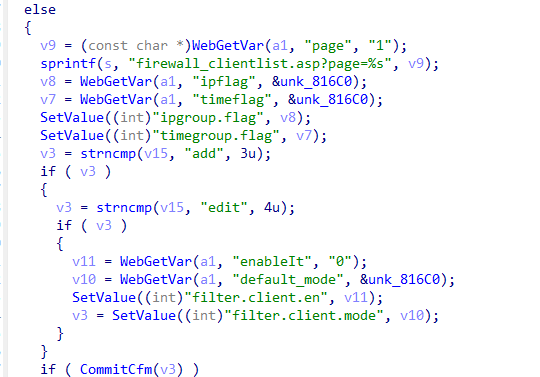 else
{
v9 = (const char *)WebGetVar(a1, "page", "1");
sprintf(s, "firewall_clientlist.asp?page=%s", v9);
v8 = WebGetVar(a1, "ipflag", &unk_816C0);
v7 = WebGetVar(a1, "timeflag", &unk_816C0);
SetValue((int)"ipgroup.flag", v8);
SetValue((int)"timegroup.flag", v7);
v3 = strncmp(v15, "add", 3u);
if ( v3 )
{
v3 = strncmp(v15, "edit", 4u);
if ( v3 )
{
v11 = WebGetVar(a1, "enableIt", "0");
v10 = WebGetVar(a1, "default_mode", &unk_816C0);
SetValue((int)"filter.client.en", v11);
v3 = SetValue((int)"filter.client.mode", v10);
}
}
if ( CommitCfm(v3) )